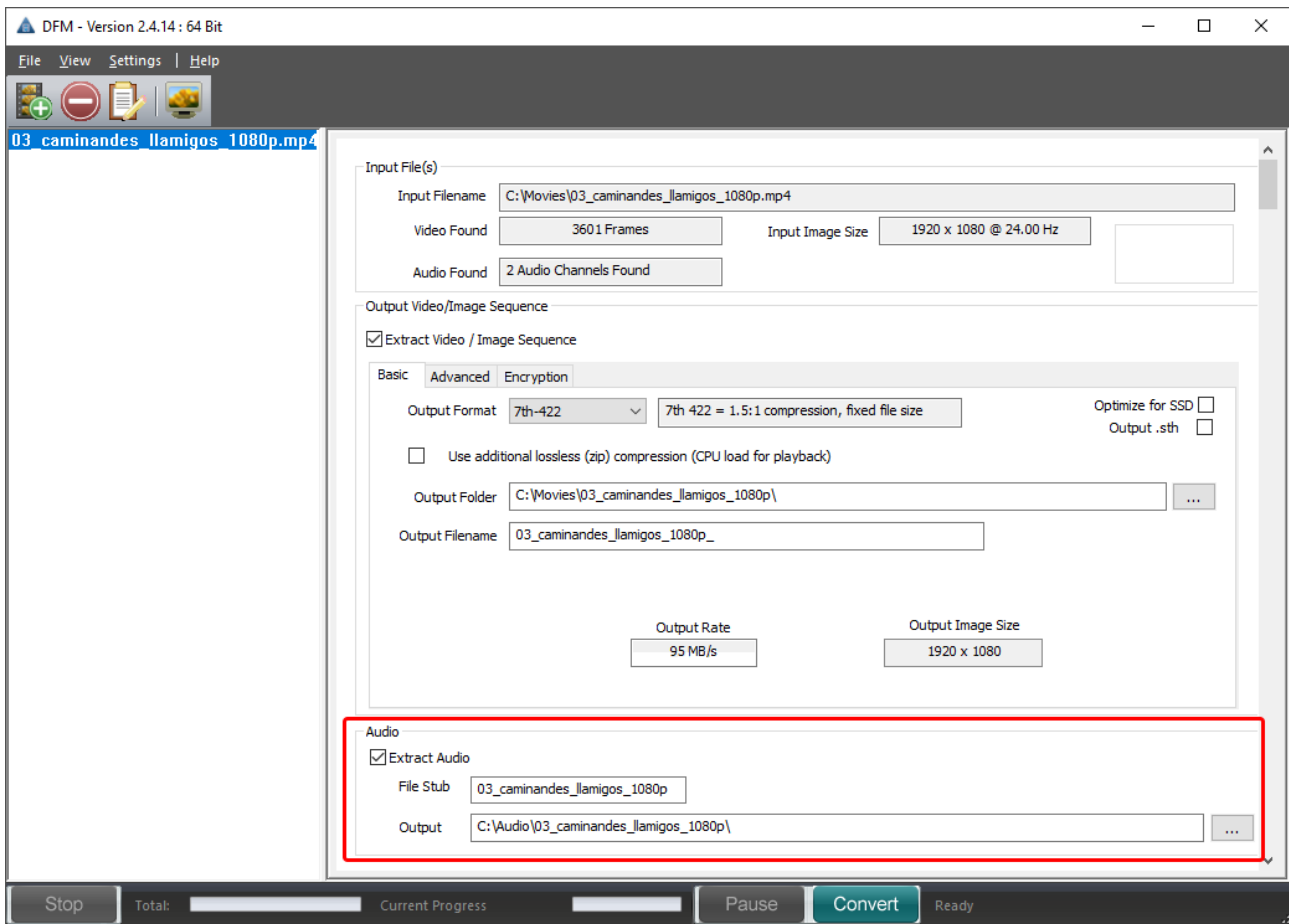 DFM - Version 2.4.14 : 64 Bit
File View Settings | Help
03_caminandes_llamigos_1080p.mp4
Input File(s)
Input Filename C:\Movies\03_caminandes_llamigos_1080p.mp4
Video Found 3601 Frames Input Image Size 1920 x 1080 @ 24.00 Hz
Audio Found 2 Audio Channels Found
Output Video/Image Sequence
Extract Video / Image Sequence
Basic Advanced Encryption
Output Format 7th-422 7th 422 = 1.5:1 compression, fixed file size Optimize for SSD
Output .sth
Use additional lossless (zip) compression (CPU load for playback)
Output Folder C:\Movies\03_caminandes_llamigos_1080p\ ...
Output Filename 03_caminandes_llamigos_1080p_
Output Rate Output Image Size
95 MB/s 1920 x 1080
Audio
Extract Audio
File Stub 03_caminandes_llamigos_1080p
Output C:\Audio\03_caminandes_llamigos_1080p\ ...
Stop Total: Current Progress Pause Convert Ready